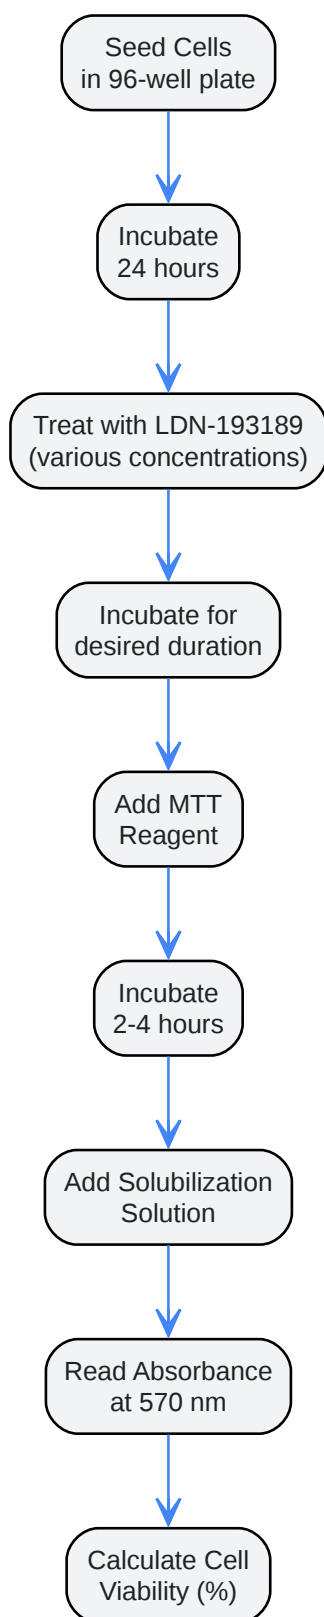 Seed Cells
in 96-well plate
Incubate
24 hours
Treat with LDN-193189
(various concentrations)
Incubate for
desired duration
Add MTT
Reagent
Incubate
2-4 hours
Add Solubilization
Solution
Read Absorbance
at 570 nm
Calculate Cell
Viability (%)